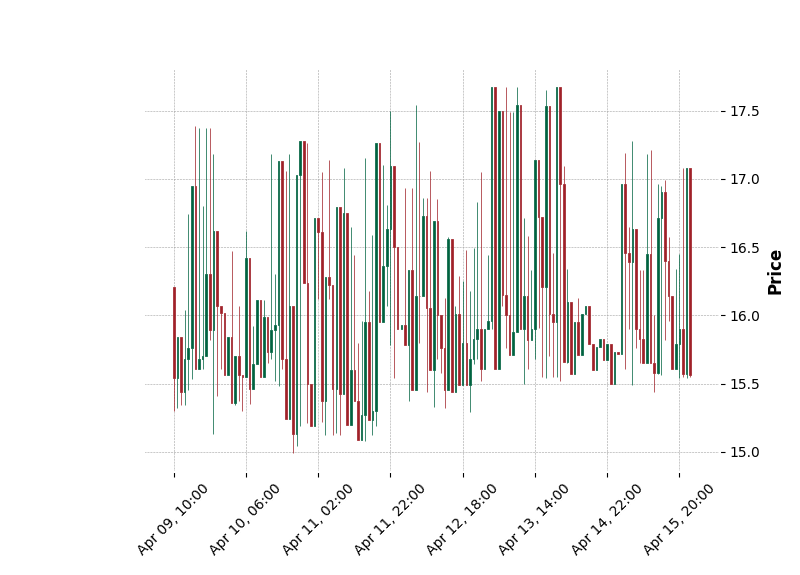 17.5
17.0
16.5
16.0
15.5
15.0
Price
Apr 09, 10:00
Apr 10, 06:00
Apr 11, 02:00
Apr 11, 22:00
Apr 12, 18:00
Apr 13, 14:00
Apr 14, 22:00
Apr 15, 20:00